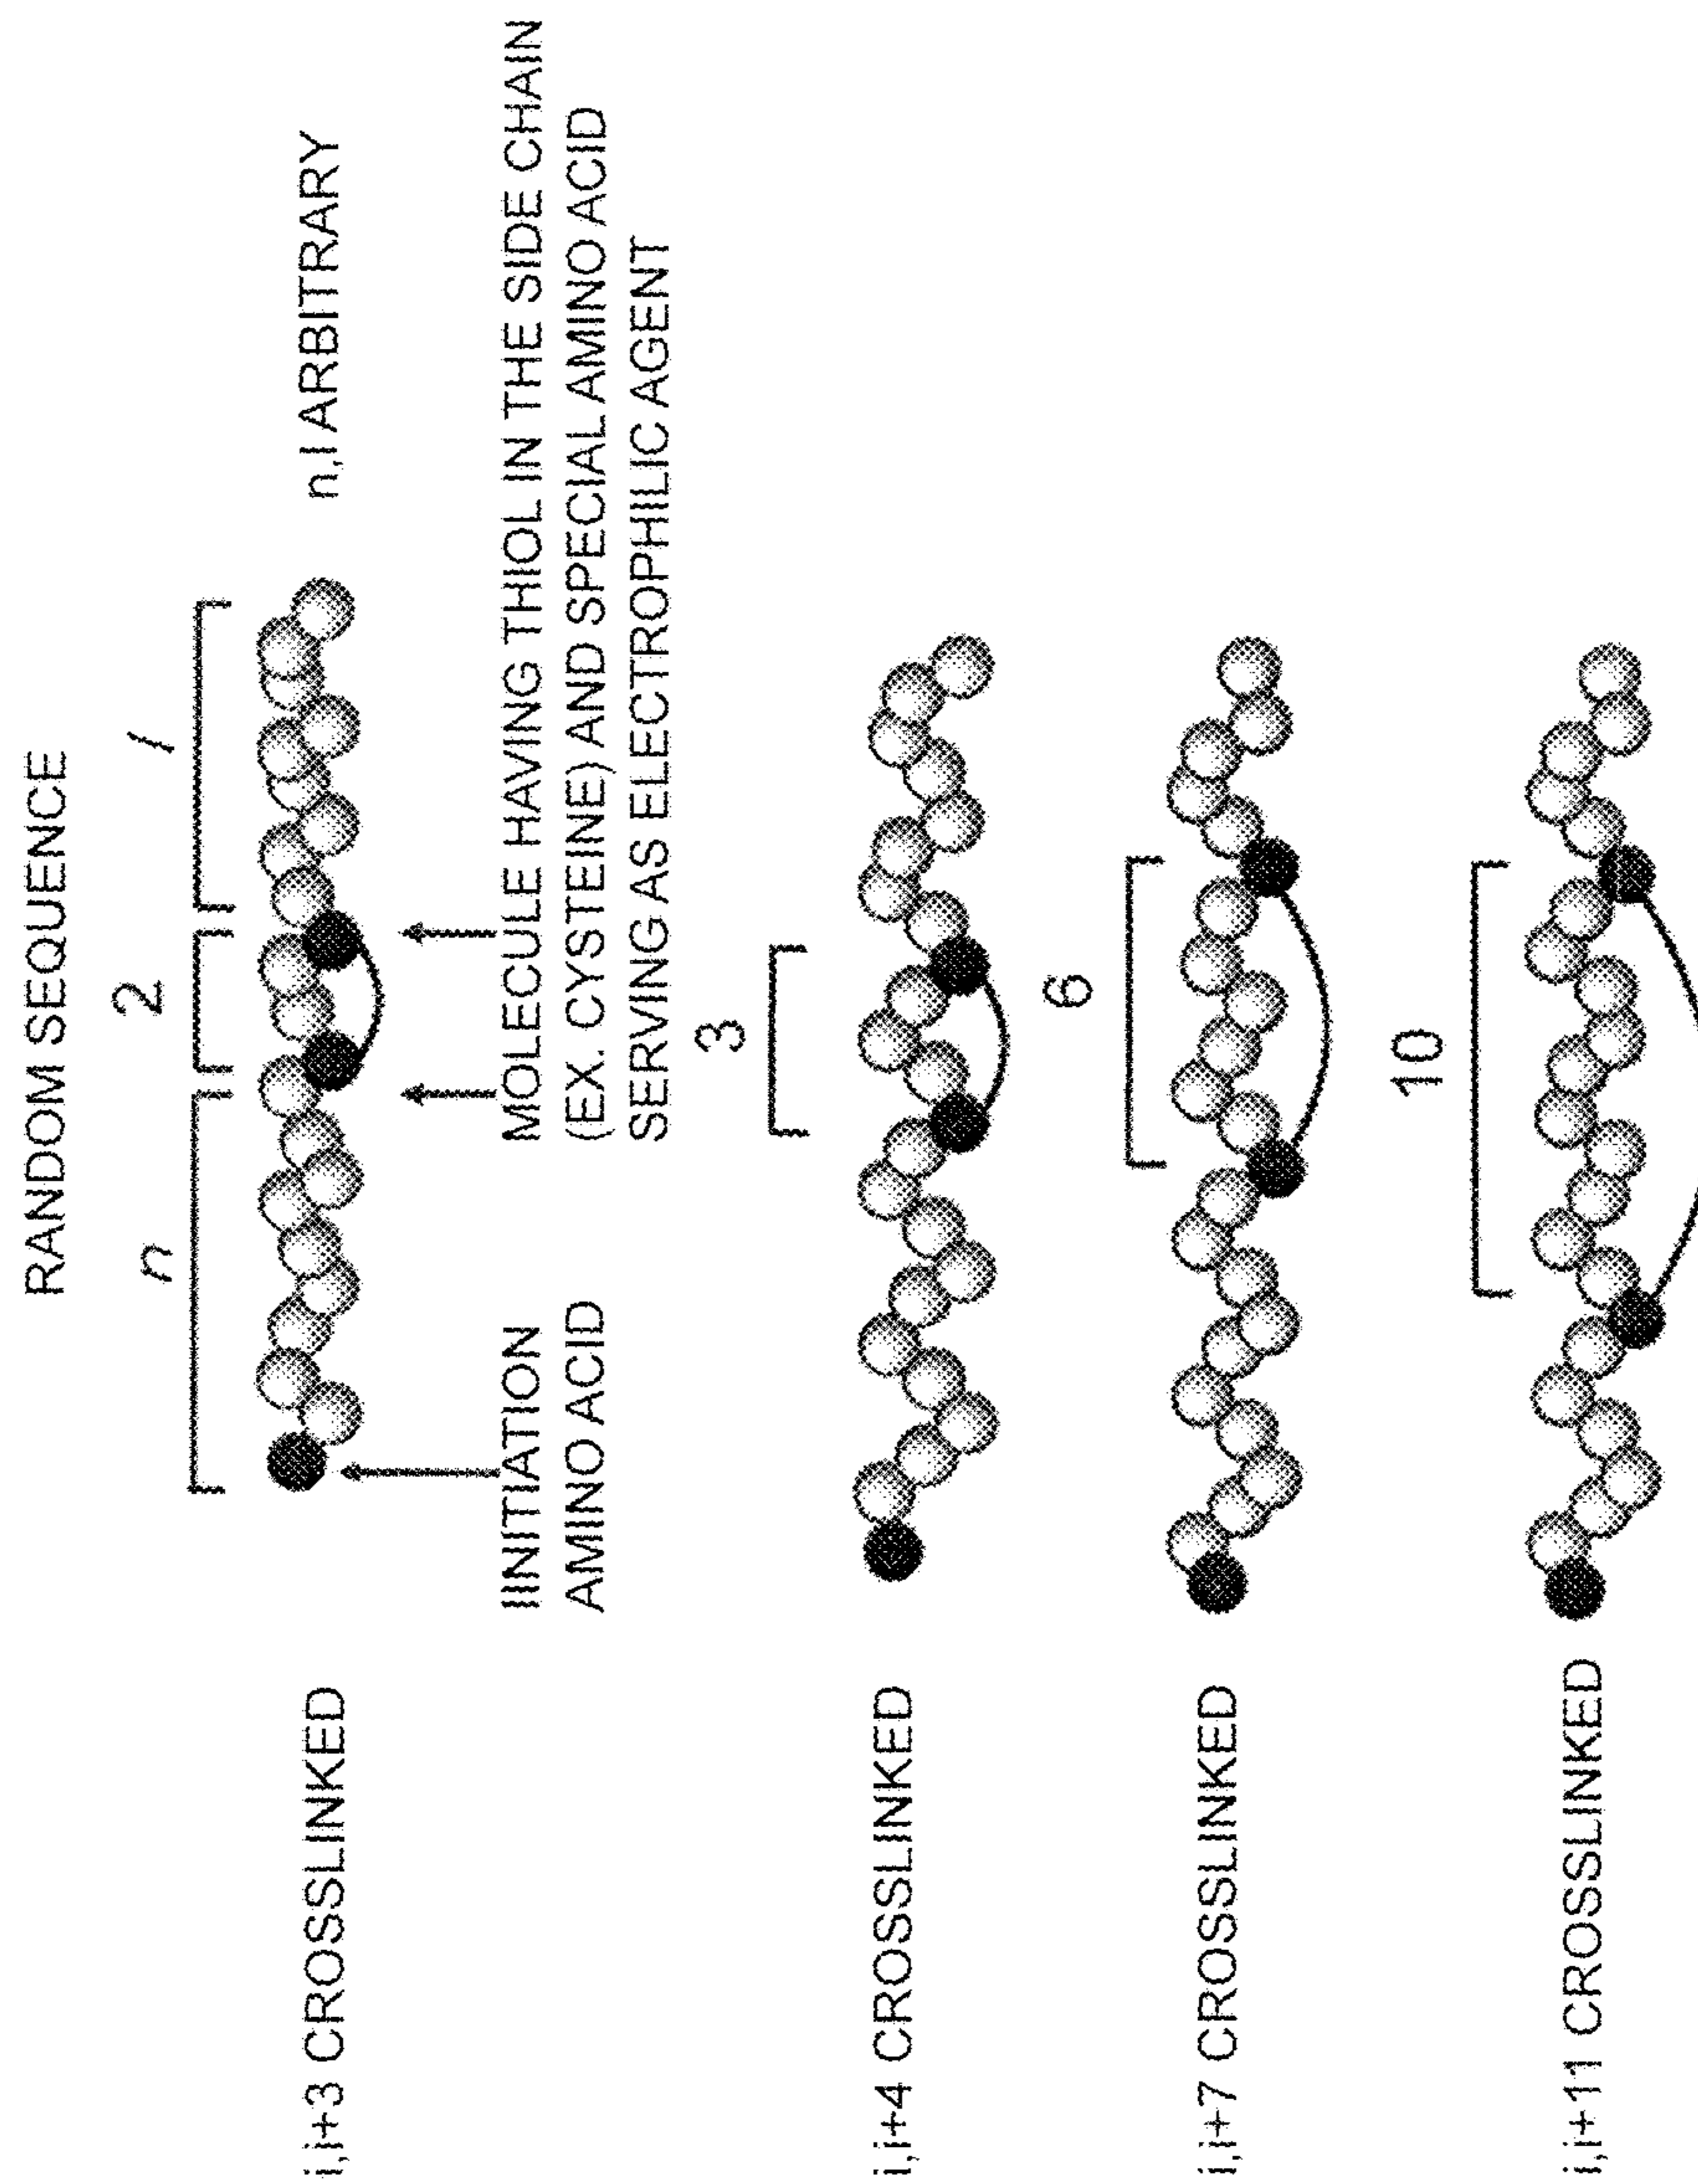 RANDOM SEQUENCE
n
2
l
i,i+3 CROSSLINKED
n,l ARBITRARY
IINITIATION
AMINO ACID
MOLECULE HAVING THIOL IN THE SIDE CHAIN
(EX. CYSTEINE) AND SPECIAL AMINO ACID
SERVING AS ELECTROPHILIC AGENT
3
i,i+4 CROSSLINKED
6
i,i+7 CROSSLINKED
10
i,i+11 CROSSLINKED